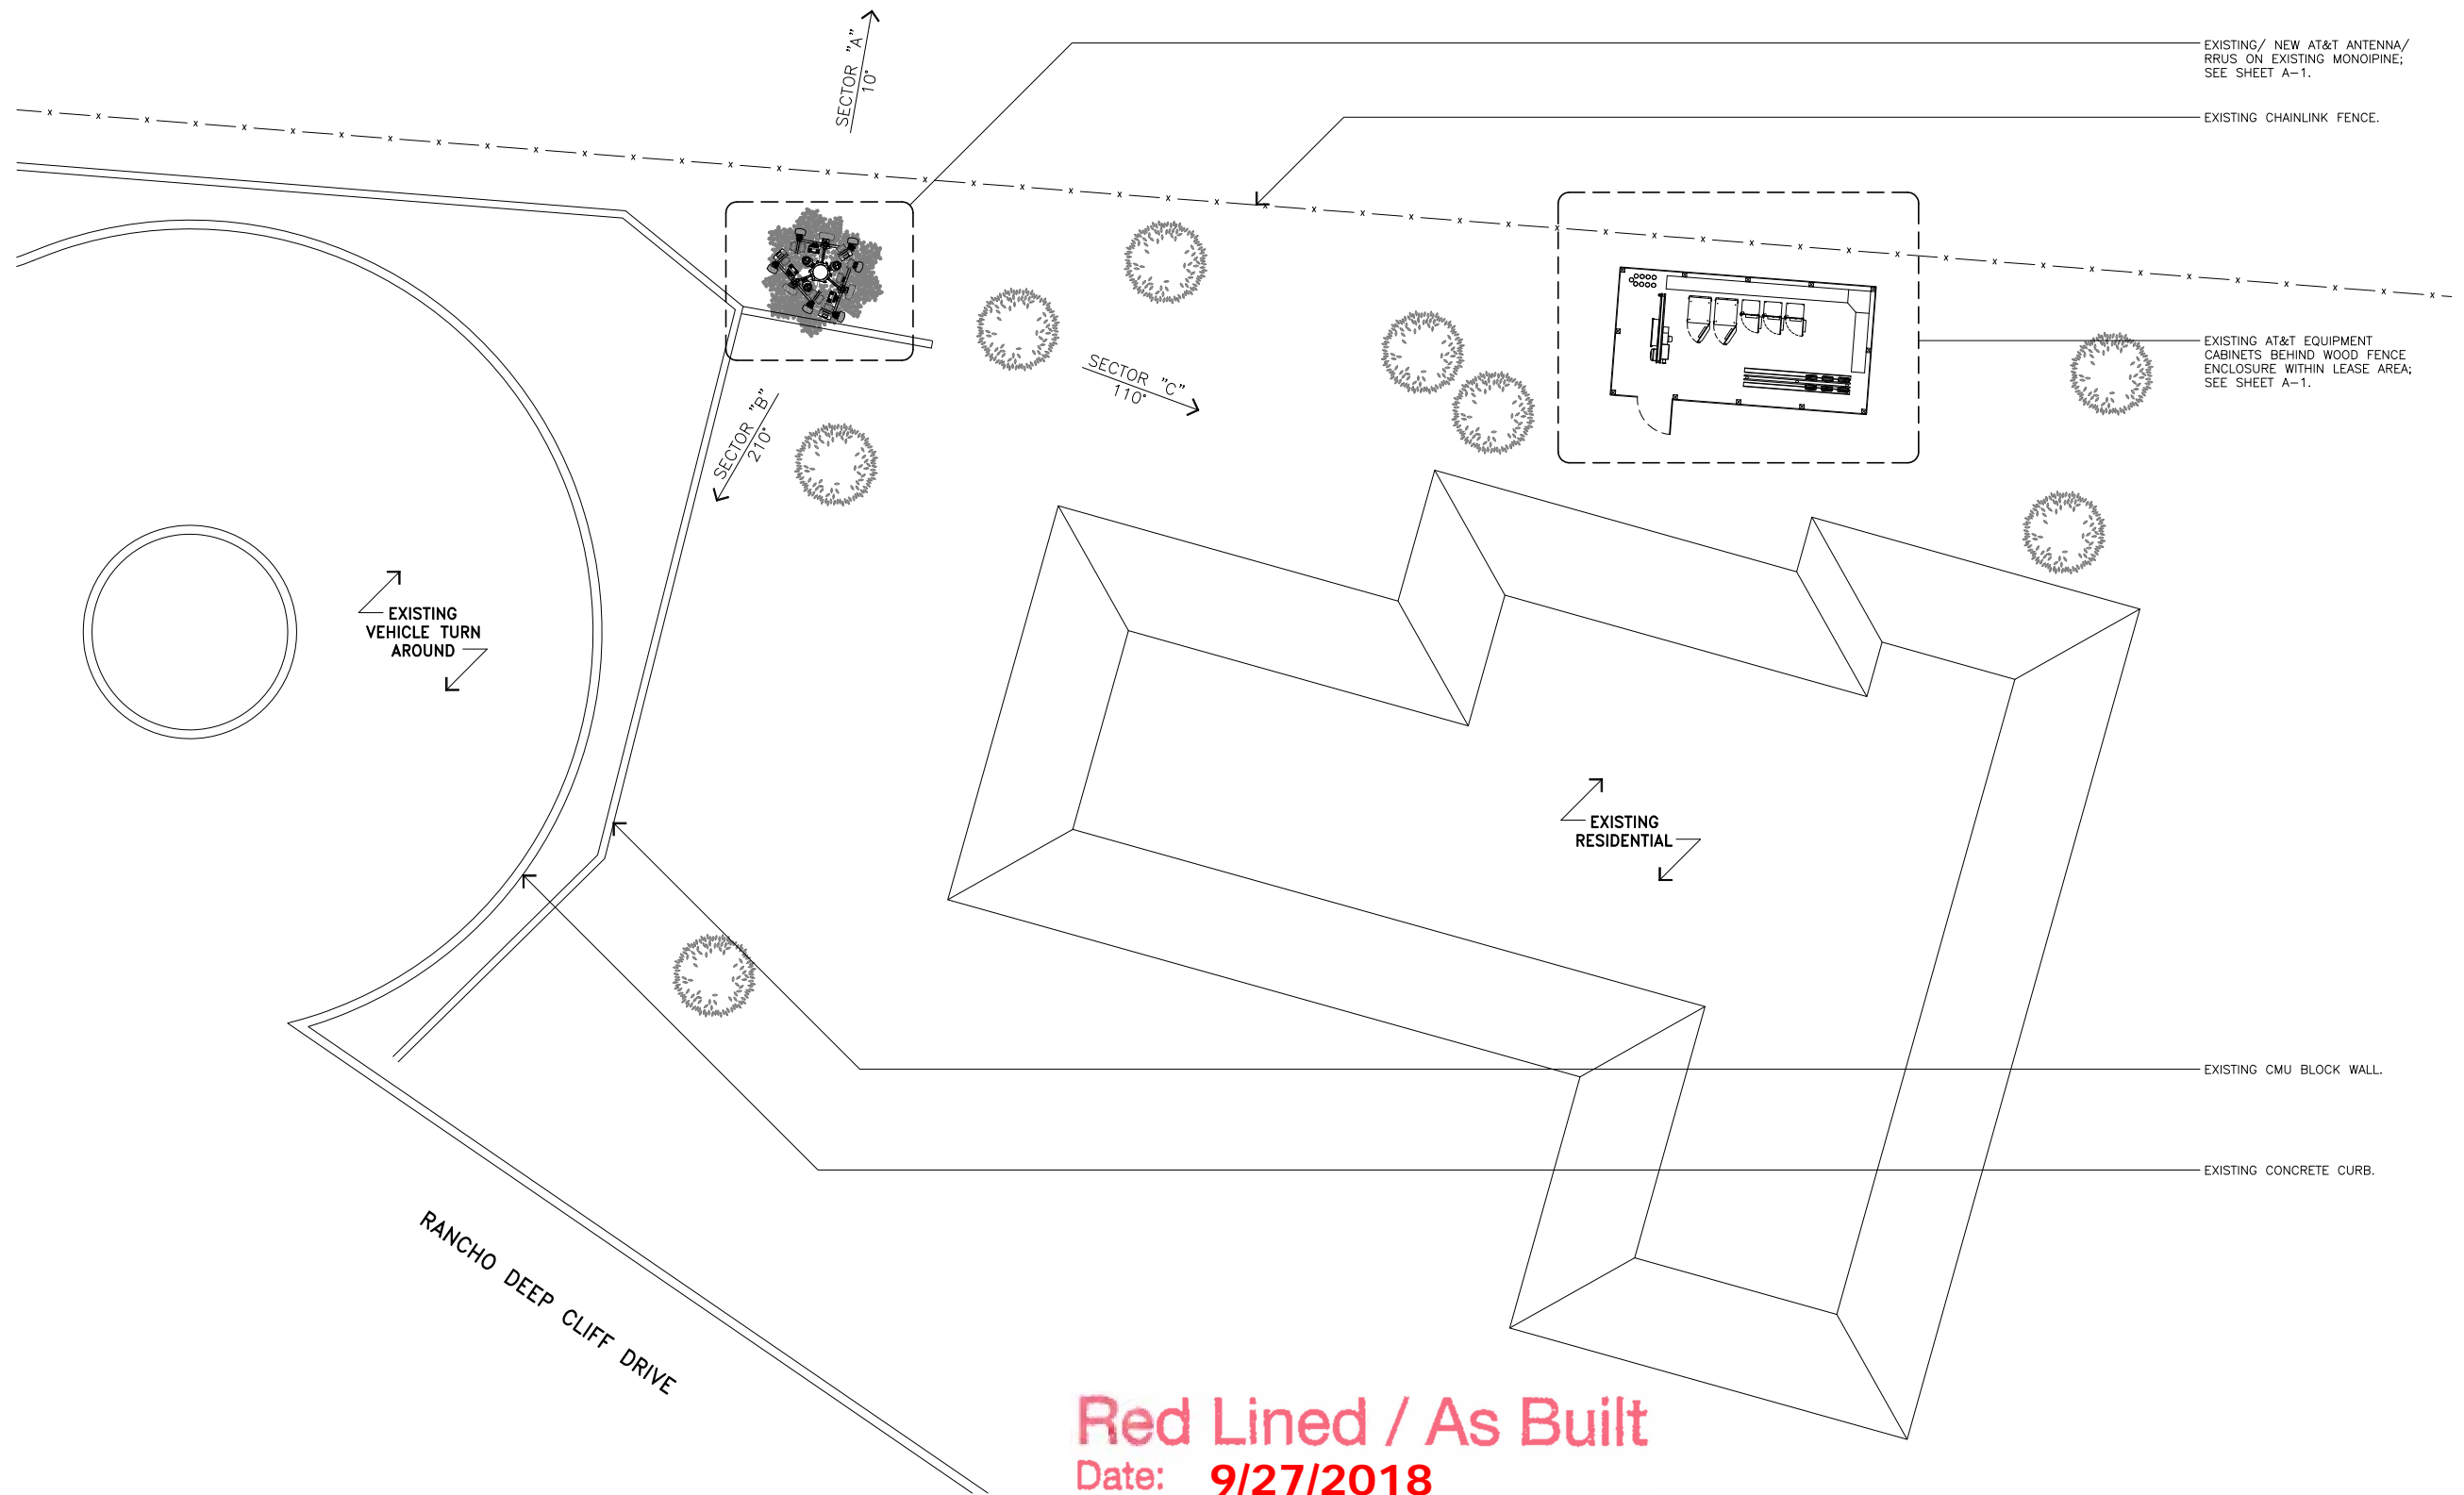 SECTOR "A"
10°
EXISTING/ NEW AT&T ANTENNA/
RRUS ON EXISTING MONOIPINE;
SEE SHEET A-1.
EXISTING CHAINLINK FENCE.
EXISTING AT&T EQUIPMENT
CABINETS BEHIND WOOD FENCE
ENCLOSURE WITHIN LEASE AREA;
SEE SHEET A-1.
SECTOR "C"
110°
SECTOR "B"
210°
EXISTING
VEHICLE TURN
AROUND
EXISTING
RESIDENTIAL
EXISTING CMU BLOCK WALL.
EXISTING CONCRETE CURB.
RANCHO DEEP CLIFF DRIVE
Red Lined / As Built
Date: 9/27/2018